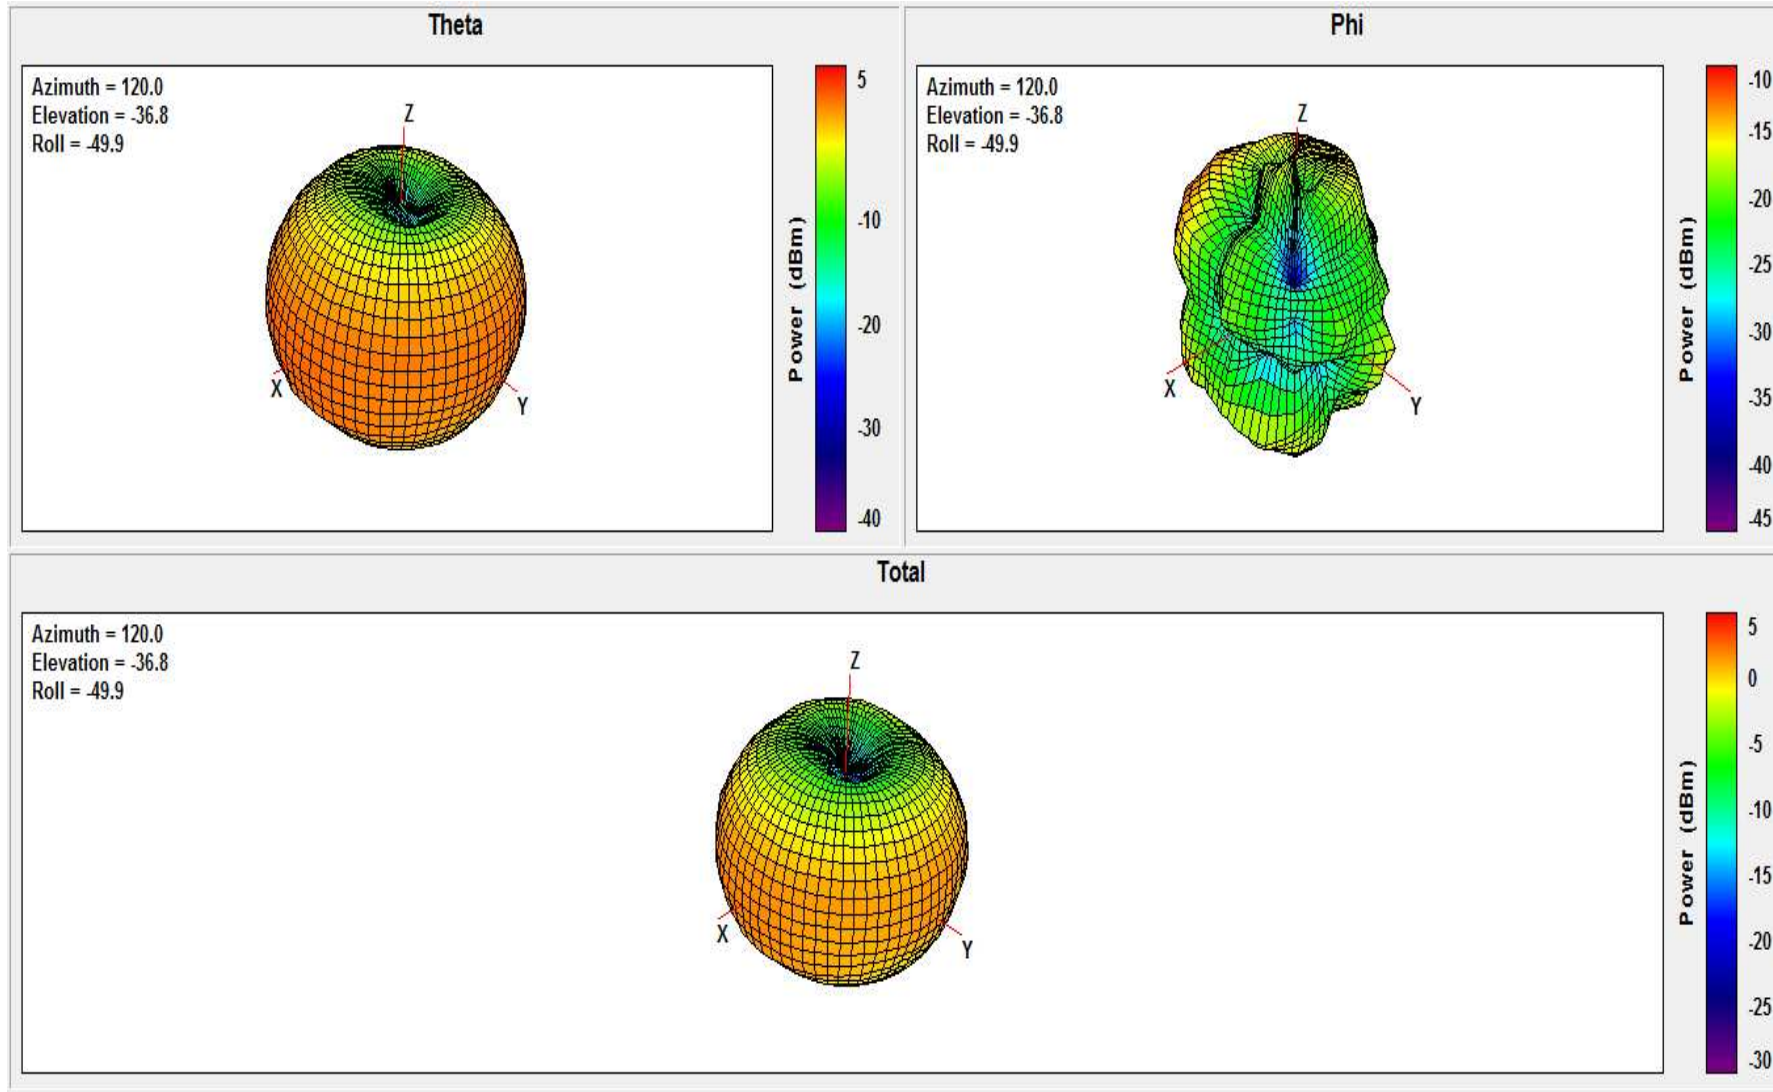 Theta
Azimuth = 120.0
Elevation = -36.8
Roll = -49.9
Z
X
Y
5
-10
-20
-30
-40
Power (dBm)
Phi
Azimuth = 120.0
Elevation = -36.8
Roll = -49.9
Z
X
Y
-10
-15
-20
-25
-30
-35
-40
-45
Power (dBm)
Total
Azimuth = 120.0
Elevation = -36.8
Roll = -49.9
Z
X
Y
5
0
-5
-10
-15
-20
-25
-30
Power (dBm)